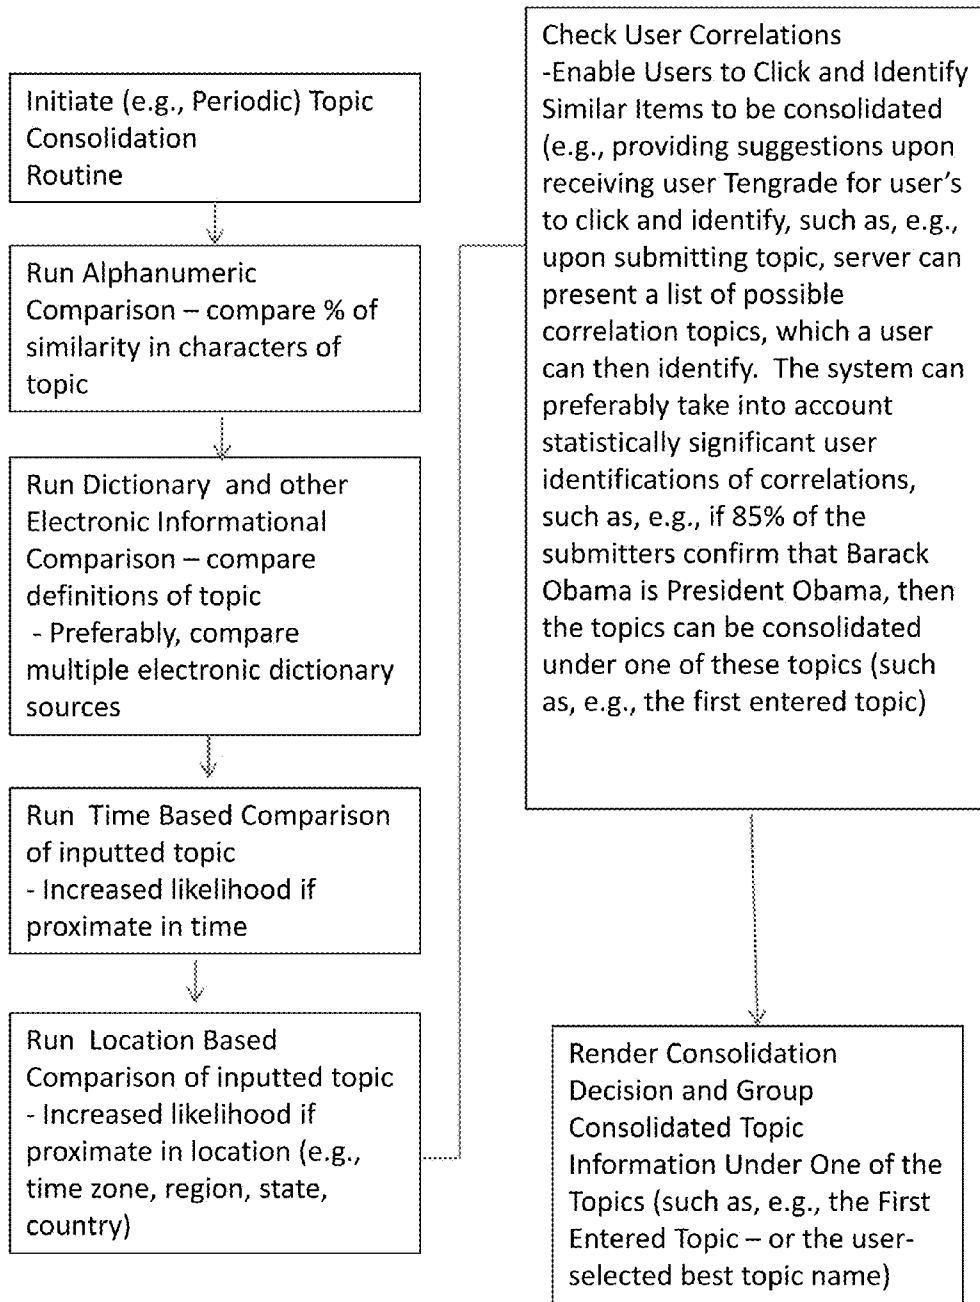 Initiate (e.g., Periodic) Topic
Consolidation
Routine
Run Alphanumeric
Comparison – compare % of
similarity in characters of
topic
Run Dictionary and other
Electronic Informational
Comparison – compare
definitions of topic
- Preferably, compare
multiple electronic dictionary
sources
Run Time Based Comparison
of inputted topic
- Increased likelihood if
proximate in time
Run Location Based
Comparison of inputted topic
- Increased likelihood if
proximate in location (e.g.,
time zone, region, state,
country)
Check User Correlations
-Enable Users to Click and Identify
Similar Items to be consolidated
(e.g., providing suggestions upon
receiving user Tengrade for user's
to click and identify, such as, e.g.,
upon submitting topic, server can
present a list of possible
correlation topics, which a user
can then identify. The system can
preferably take into account
statistically significant user
identifications of correlations,
such as, e.g., if 85% of the
submitters confirm that Barack
Obama is President Obama, then
the topics can be consolidated
under one of these topics (such
as, e.g., the first entered topic)
Render Consolidation
Decision and Group
Consolidated Topic
Information Under One of the
Topics (such as, e.g., the First
Entered Topic – or the user-
selected best topic name)